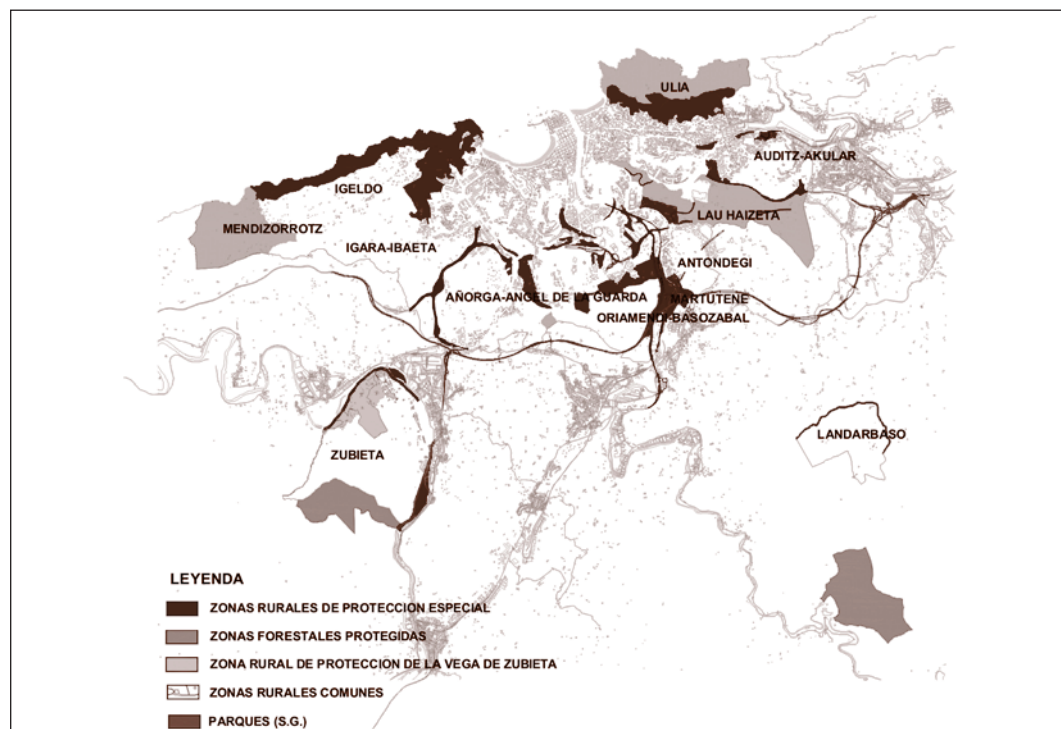 ULIA
AUDITZ-AKULAR
IGELDO
LAU HAIZETA
MENDIZORROTZ
IGARA-IBAETA
ANTONDEGI
AÑORGA-ANGEL DE LA GUARDA
MARTUTENE
ORIAMENDI-BASOZABAL
LANDARBASO
ZUBIETA
LEYENDA
ZONAS RURALES DE PROTECCION ESPECIAL
ZONAS FORESTALES PROTEGIDAS
ZONA RURAL DE PROTECCION DE LA VEGA DE ZUBIETA
ZONAS RURALES COMUNES
PARQUES (S.G.)